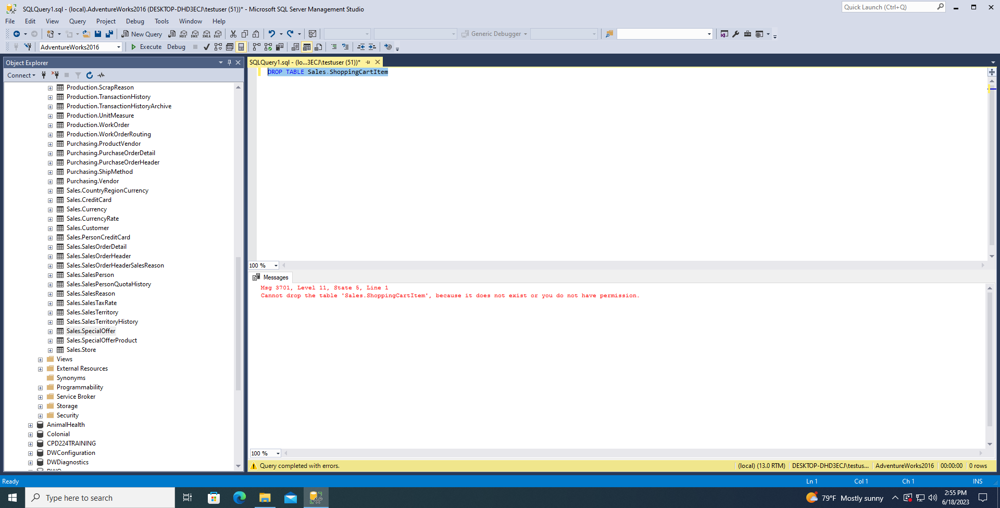 SQLQuery1.sql - (local).AdventureWorks2016 (DESKTOP-DHD3ECJ\testuser (51))* - Microsoft SQL Server Management Studio
Quick Launch (Ctrl+Q)
File Edit View Query Project Debug Tools Window Help
New Query
MDX DMX XMLA DAX
Generic Debugger
AdventureWorks2016
Execute Debug
Object Explorer
SQLQuery1.sql - (lo...3ECJ\testuser (51))*
Connect
DROP TABLE Sales.ShoppingCartItem
Production.ScrapReason
Production.TransactionHistory
Production.TransactionHistoryArchive
Production.UnitMeasure
Production.WorkOrder
Production.WorkOrderRouting
Purchasing.ProductVendor
Purchasing.PurchaseOrderDetail
Purchasing.PurchaseOrderHeader
Purchasing.ShipMethod
Purchasing.Vendor
Sales.CountryRegionCurrency
Sales.CreditCard
Sales.Currency
Sales.CurrencyRate
Sales.Customer
Sales.PersonCreditCard
Sales.SalesOrderDetail
Sales.SalesOrderHeader
Sales.SalesOrderHeaderSalesReason
Sales.SalesPerson
Sales.SalesPersonQuotaHistory
Sales.SalesReason
Sales.SalesTaxRate
Sales.SalesTerritory
Sales.SalesTerritoryHistory
Sales.SpecialOffer
Sales.SpecialOfferProduct
Sales.Store
Views
External Resources
Synonyms
Programmability
Service Broker
Storage
Security
AnimalHealth
Colonial
CPD224TRAINING
DWConfiguration
DWDiagnostics
100 %
Messages
Msg 3701, Level 11, State 5, Line 1
Cannot drop the table 'Sales.ShoppingCartItem', because it does not exist or you do not have permission.
100 %
Query completed with errors.
(local) (13.0 RTM) DESKTOP-DHD3ECJ\testus... AdventureWorks2016 00:00:00 0 rows
Ready
Ln 1 Col 1 Ch 1 INS
Type here to search
79°F Mostly sunny
2:55 PM
6/18/2023